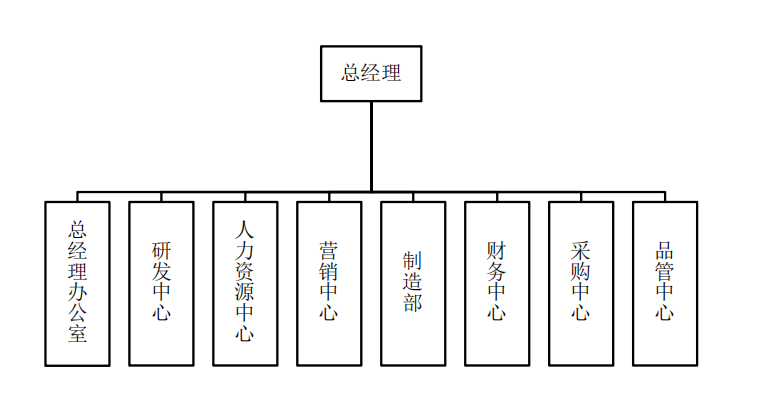 总经理
总经理办公室
研发中心
人力资源中心
营销中心
制造部
财务中心
采购中心
品管中心